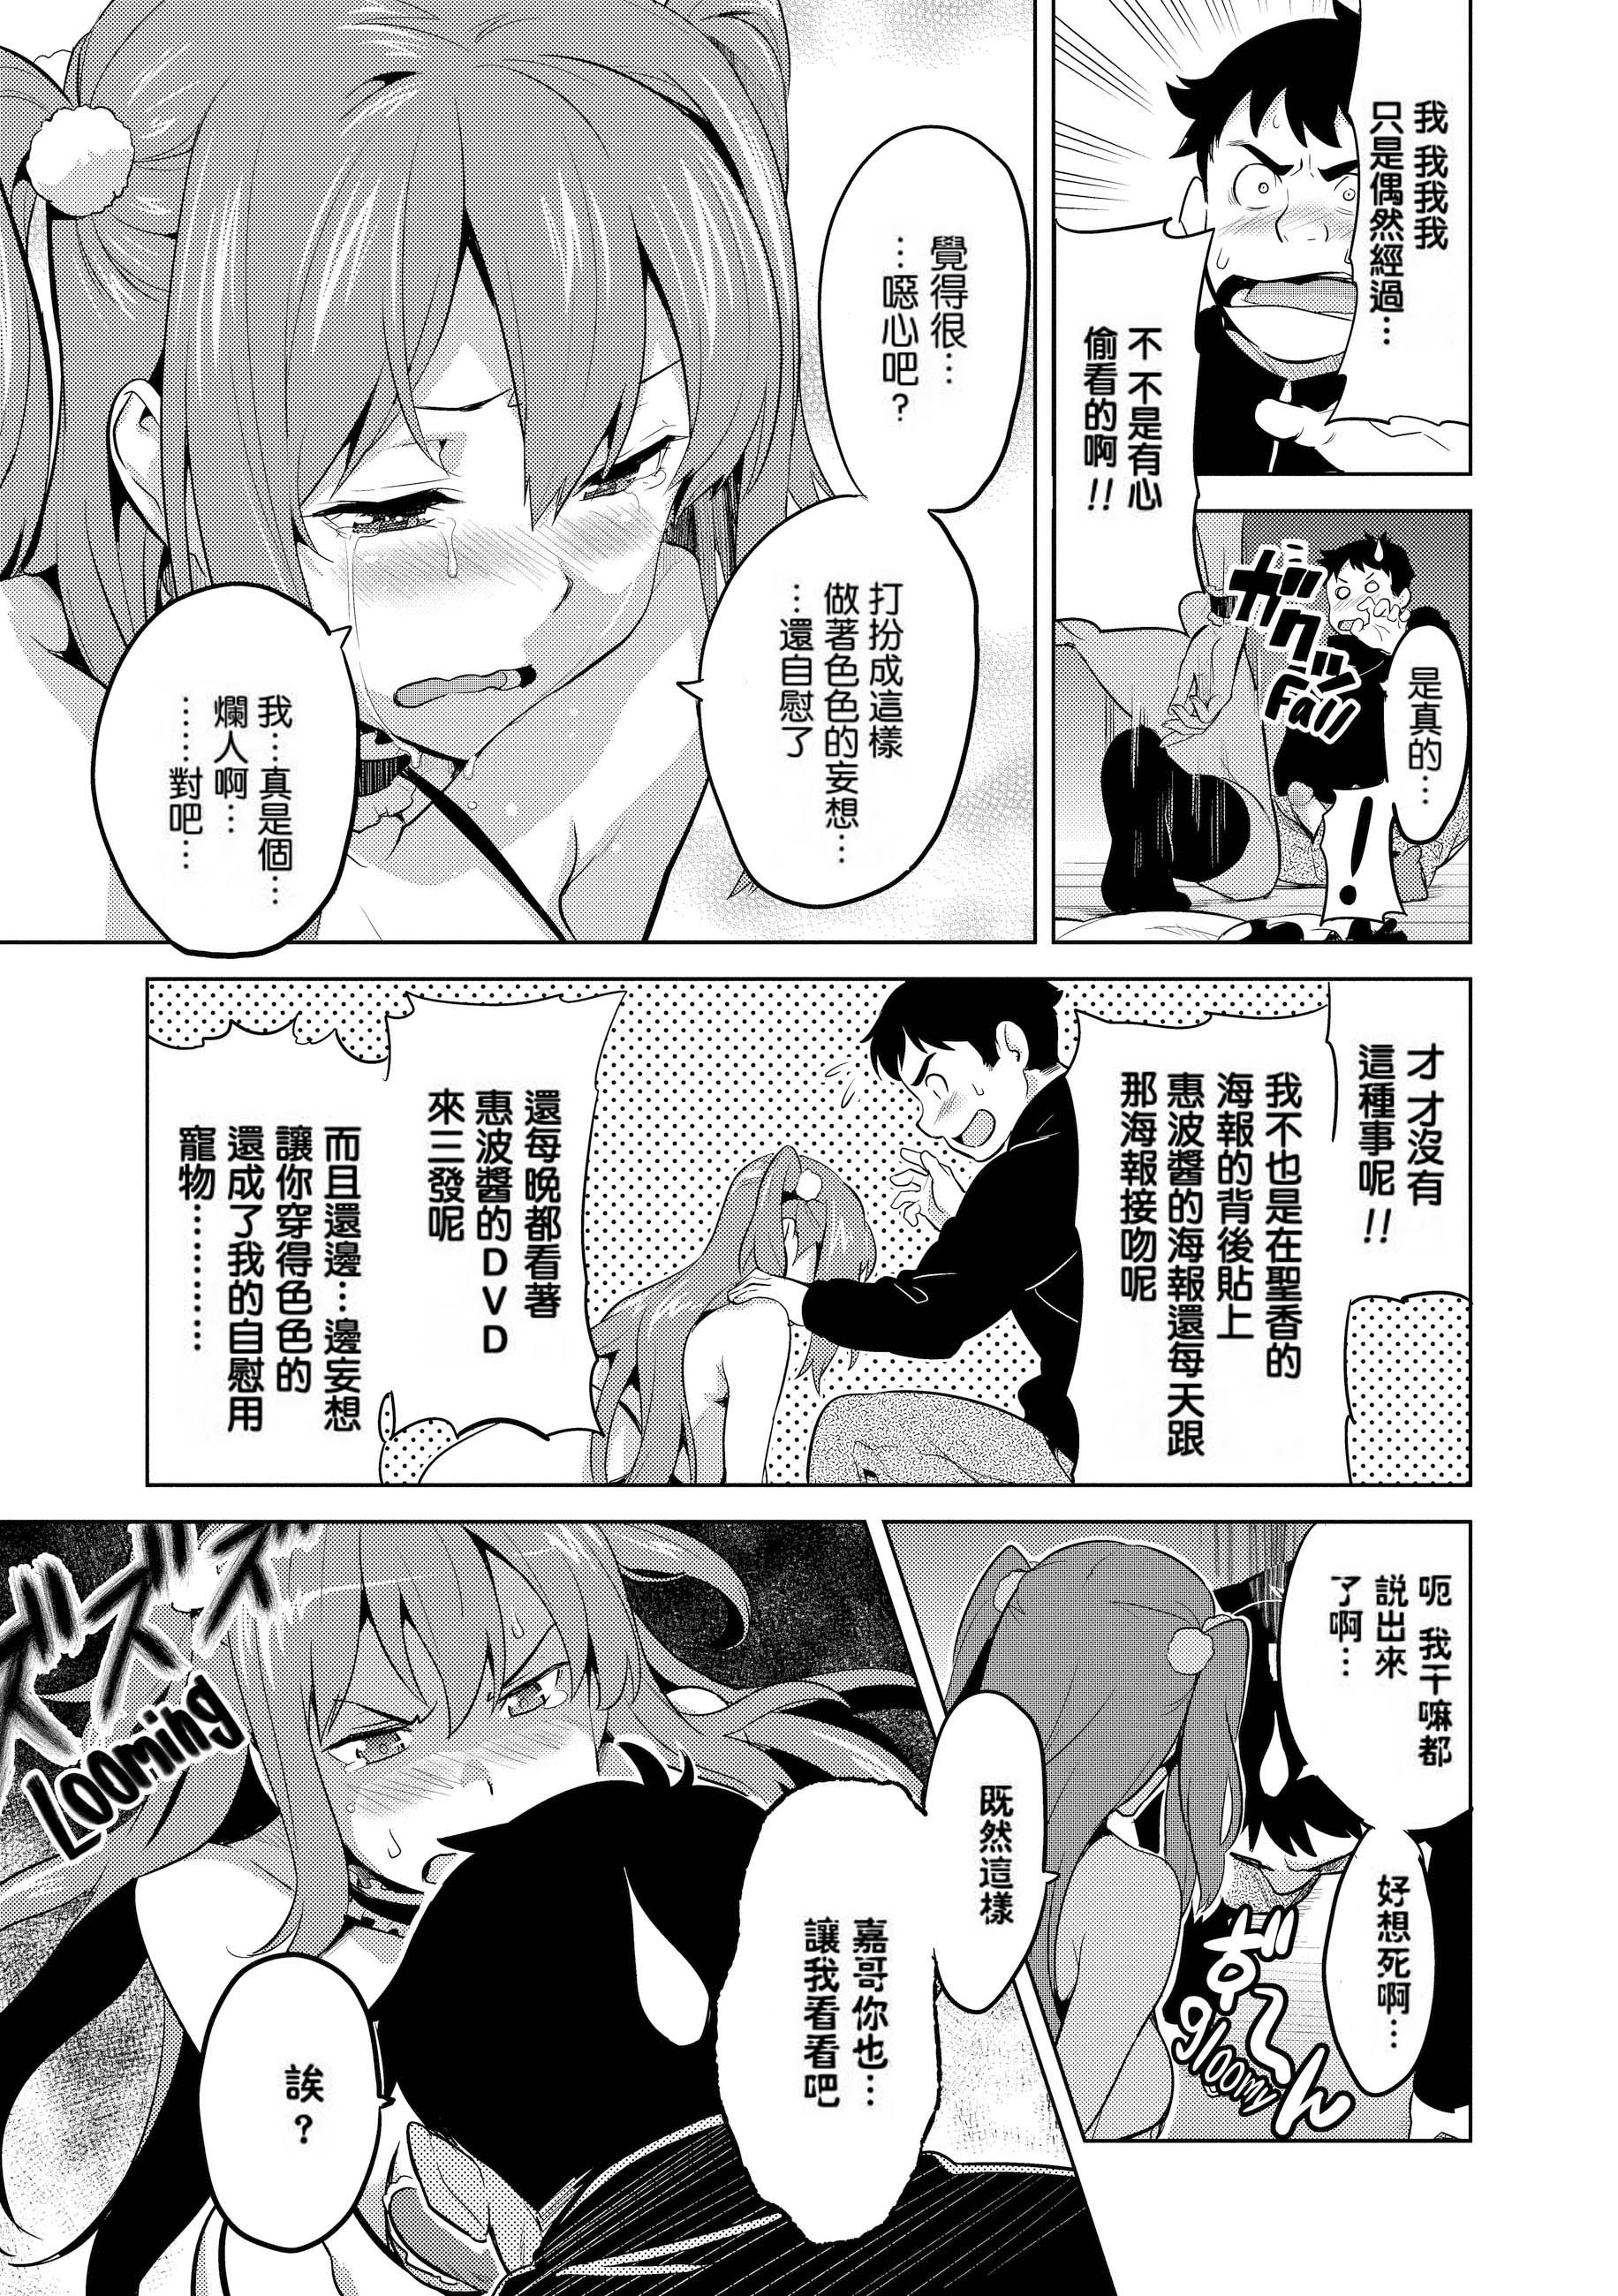 我 我我我
只是偶然經過…
不 不是有心
偷看的啊!!
是真的…
!
ガクッ
Fall
覺得很…
…噁心吧？
打扮成這樣
做著色色的妄想…
…還自慰了
我…真是個…
爛人啊…
………對吧…
才 才沒有
這種事呢!!
我不也是在聖香的
海報的背後貼上
惠波醬的海報還每天跟
那海報接吻呢
還每晚都看著
惠波醬的DVD
來三發呢
而且還邊…邊妄想
讓你穿得色色的
還成了我的自慰用
寵物…………
呃 我干嘛都
説出來
了啊…
好想死啊…
ず～ん
gloomy
既然這樣
嘉哥你也…
讓我看看吧
誒？
ズズズ
Looming